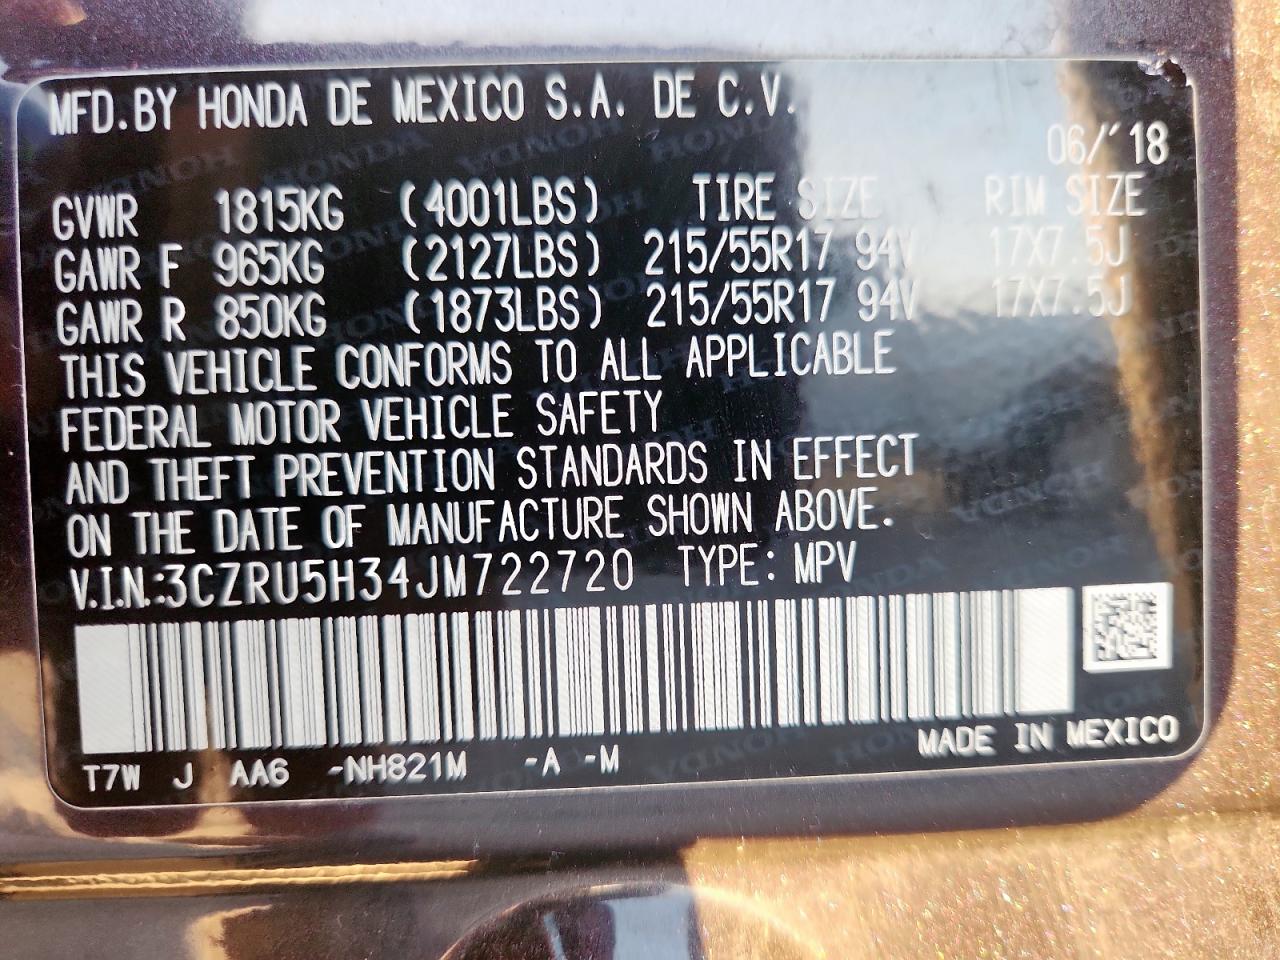 MFD.BY HONDA DE MEXICO S.A. DE C.V.
06/'18
GVWR 1815KG (4001LBS) TIRE SIZE RIM SIZE
GAWR F 965KG (2127LBS) 215/55R17 94V 17X7.5J
GAWR R 850KG (1873LBS) 215/55R17 94V 17X7.5J
THIS VEHICLE CONFORMS TO ALL APPLICABLE
FEDERAL MOTOR VEHICLE SAFETY
AND THEFT PREVENTION STANDARDS IN EFFECT
ON THE DATE OF MANUFACTURE SHOWN ABOVE.
V.I.N.:3CZRU5H34JM722720 TYPE: MPV
MADE IN MEXICO
T7W J AA6 -NH821M -A -M